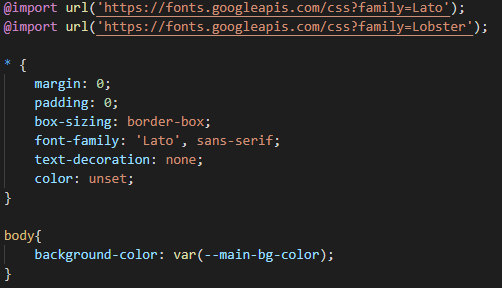 @import url('https://fonts.googleapis.com/css?family=Lato');
@import url('https://fonts.googleapis.com/css?family=Lobster');
* {
margin: 0;
padding: 0;
box-sizing: border-box;
font-family: 'Lato', sans-serif;
text-decoration: none;
color: unset;
}
body{
background-color: var(--main-bg-color);
}